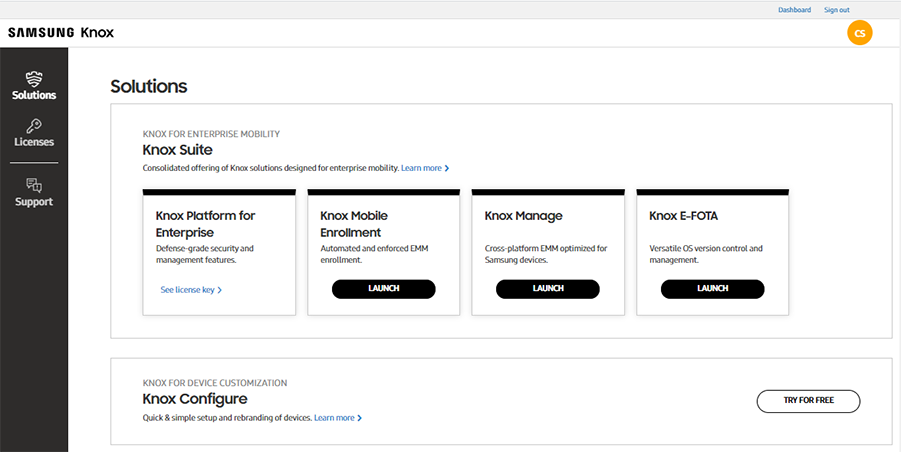 Dashboard Sign out
SAMSUNG Knox
CS
Solutions
Licenses
Support
Solutions
KNOX FOR ENTERPRISE MOBILITY
Knox Suite
Consolidated offering of Knox solutions designed for enterprise mobility. Learn more
Knox Platform for
Enterprise
Defense-grade security and
management features.
See license key
Knox Mobile
Enrollment
Automated and enforced EMM
enrollment.
LAUNCH
Knox Manage
Cross-platform EMM optimized for
Samsung devices.
LAUNCH
Knox E-FOTA
Versatile OS version control and
management.
LAUNCH
KNOX FOR DEVICE CUSTOMIZATION
Knox Configure
Quick & simple setup and rebranding of devices. Learn more
TRY FOR FREE